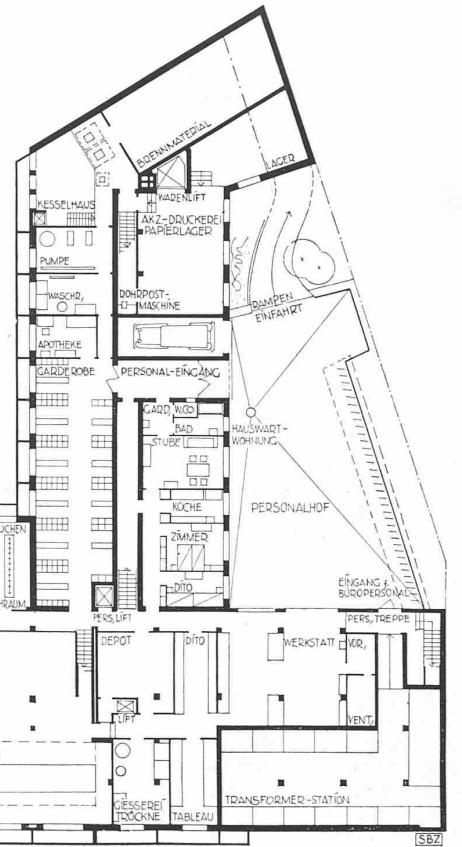 BRENNMATERIAL
LAGER
WARENLIFT
KESSELHAUS
AKZ-DRUCKEREI
PAPIERLAGER
PUMPE
WASCHR,
ROHRPOST-
MASCHINE
RAMPEN
EINFAHRT
APOTHEKE
GARDEROBE
PERSONAL-EINGANG
GARD,
W.CO
BAD
STUBE
HAUSWART-
WOHNUNG
KÜCHE
PERSONALHOF
ZIMMER
DITO
EINGANG F.
BÜROPERSONAL
PERS, LIFT
PERS, TREPPE
DEPOT
DITO
WERKSTATT
VOR,
LIFT
VENT,
GIESSEREI
TRÜCKNE
TABLEAU
TRANSFORMER-STATION
SBZ